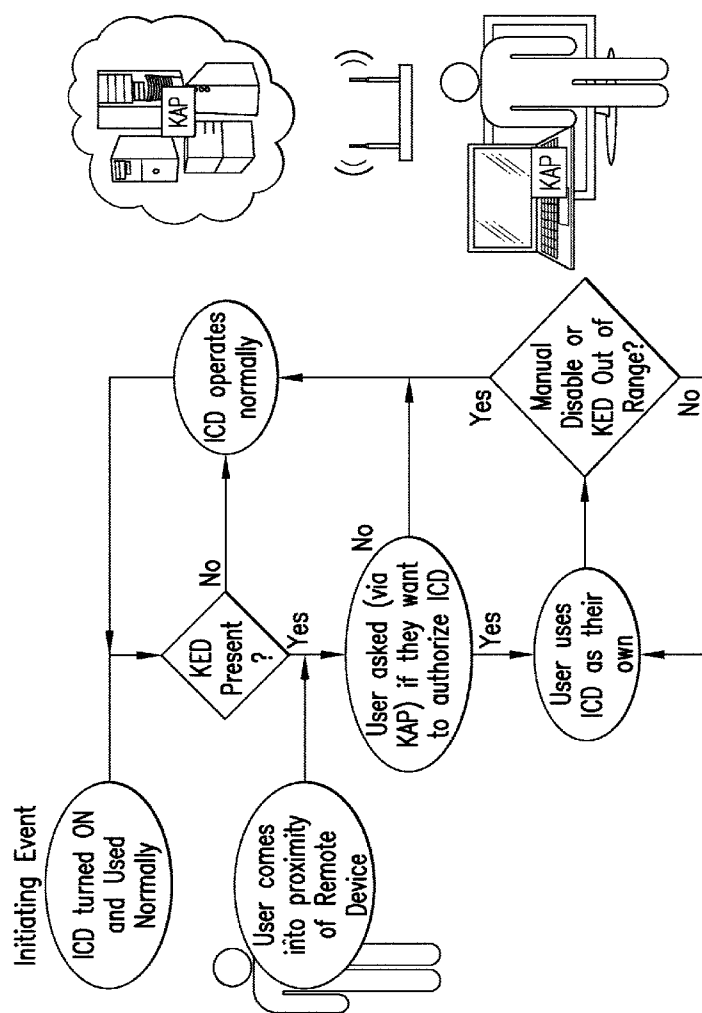 Initiating Event
ICD turned ON
and Used
Normally
KED
Present
?
No
ICD operates
normally
KAP
User comes
into proximity
of Remote
Device
Yes
User asked (via
KAP) if they want
to authorize ICD
No
Yes
User uses
ICD as their
own
Yes
Manual
Disable or
KED Out of
Range?
No
KAP